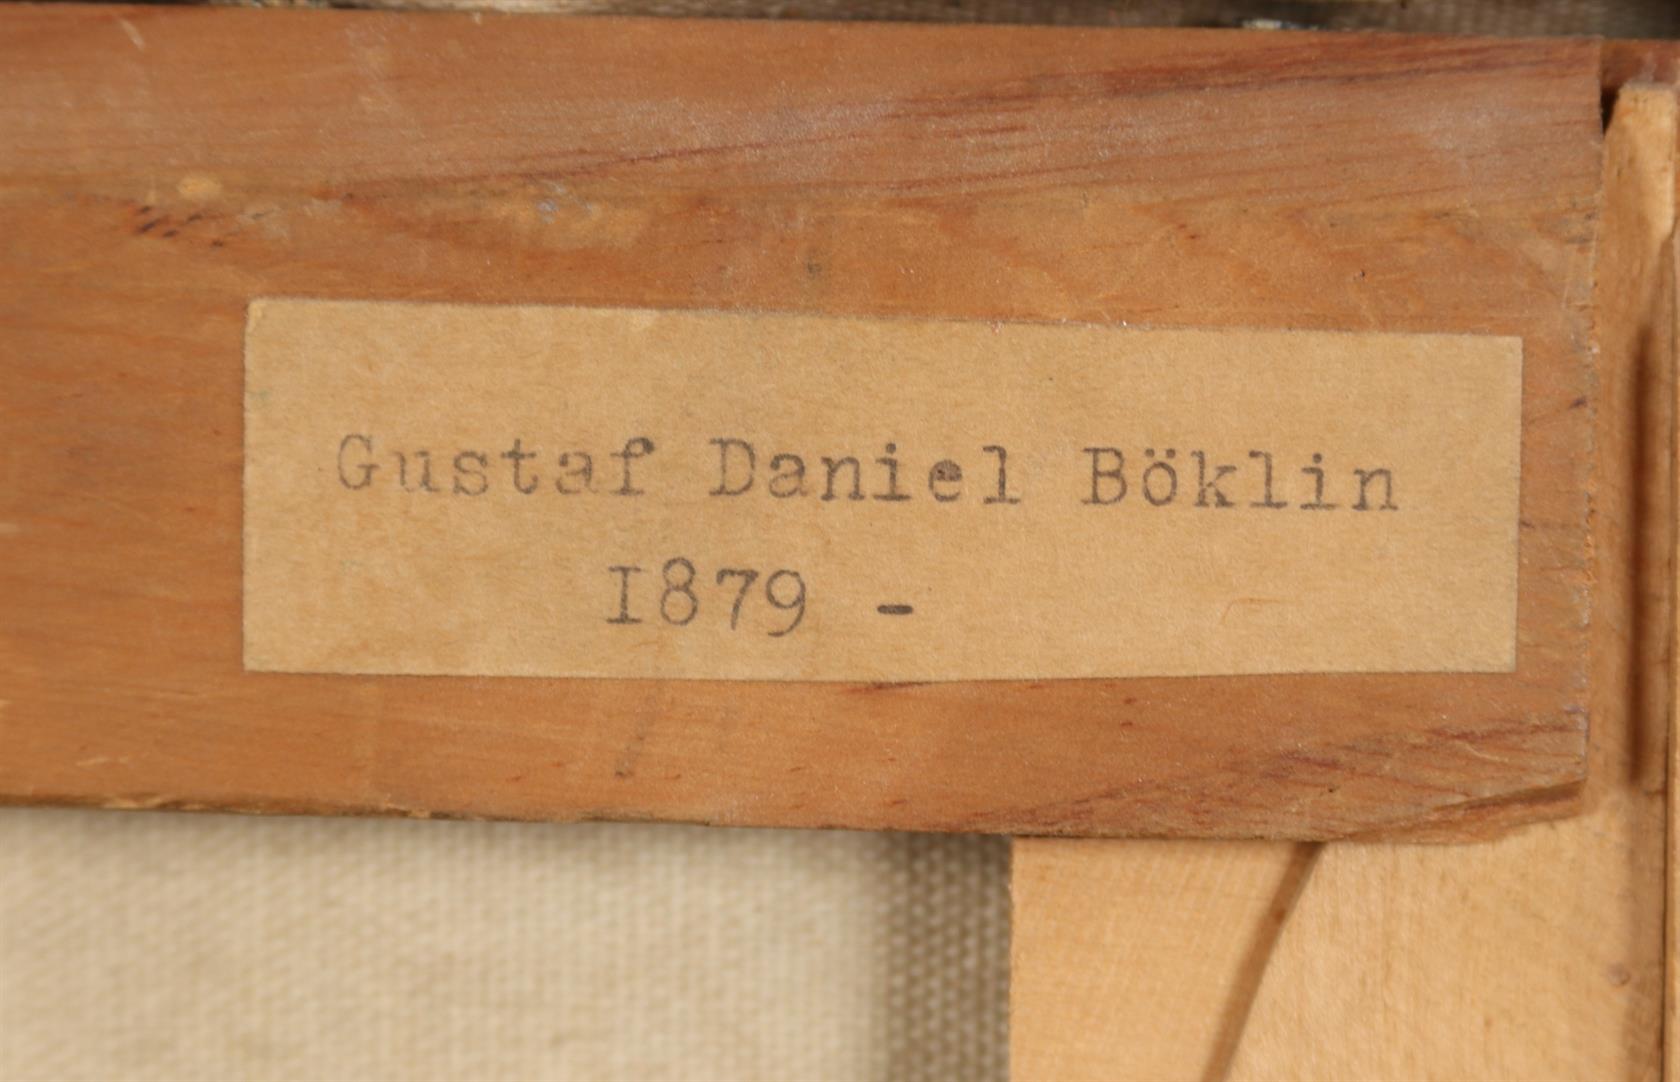 Gustaf Daniel Böklin
I879 -